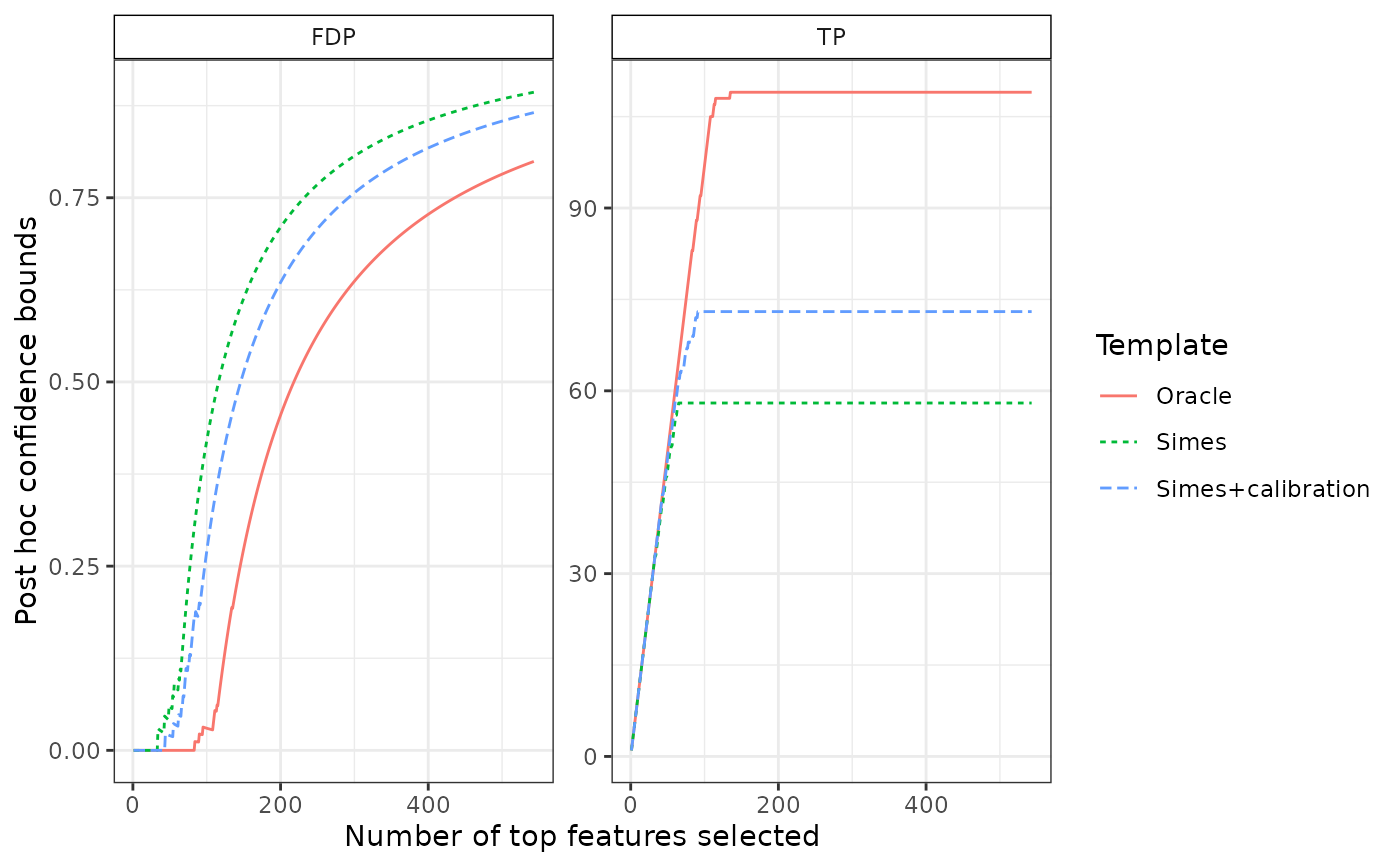 FDP
TP
Post hoc confidence bounds
0.75
0.50
0.25
0.00
90
60
30
0
0
200
400
0
200
400
Number of top features selected
Template
Oracle
Simes
Simes+calibration